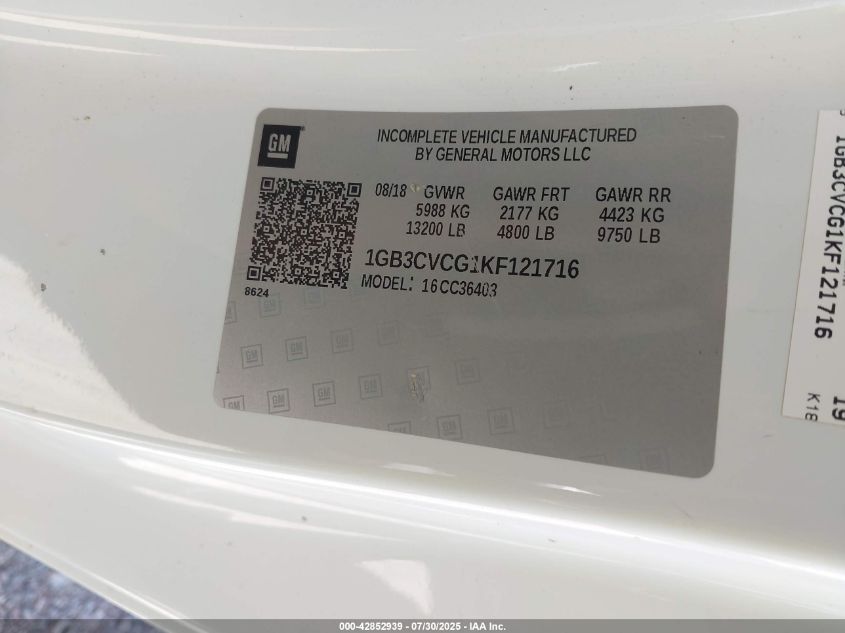 GM
INCOMPLETE VEHICLE MANUFACTURED
BY GENERAL MOTORS LLC
08/18 GVWR GAWR FRT GAWR RR
5988 KG 2177 KG 4423 KG
13200 LB 4800 LB 9750 LB
1GB3CVCG1KF121716
MODEL: 16CC36403
8624
1GB3CVCG1KF121716
19
K18
000-42852939 / 07/30/2025 - IAA Inc.